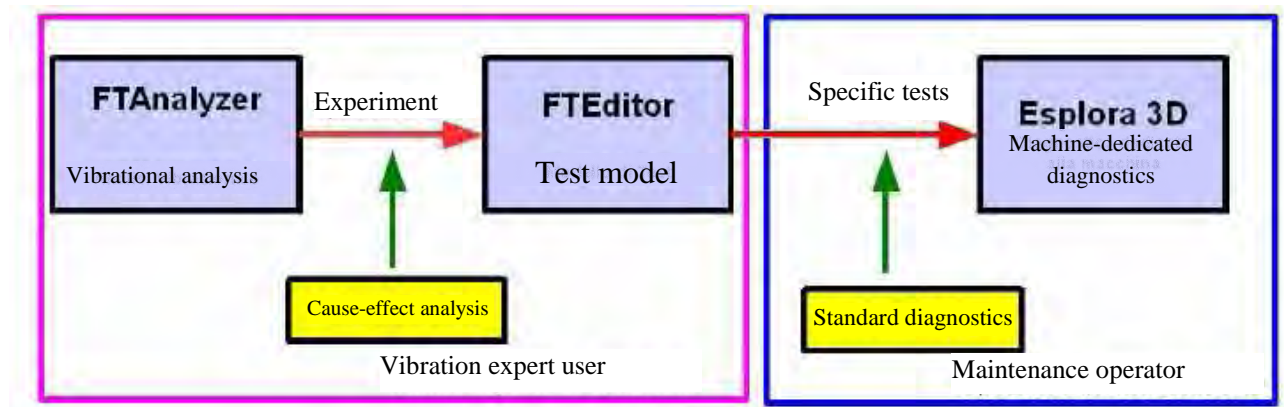 FTAnalyzer
Vibrational analysis
Experiment
FTEditor
Test model
Specific tests
Esplora 3D
Machine-dedicated
diagnostics
Cause-effect analysis
Standard diagnostics
Vibration expert user
Maintenance operator